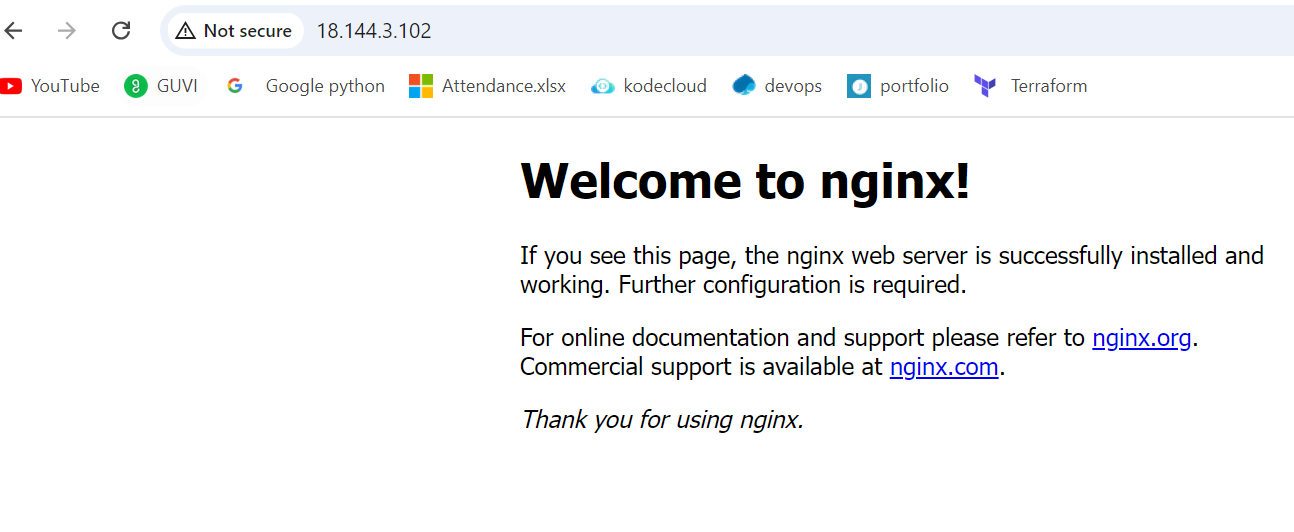 Not secure 18.144.3.102
YouTube GUVI Google python Attendance.xlsx kodecloud devops portfolio Terraform
Welcome to nginx!
If you see this page, the nginx web server is successfully installed and
working. Further configuration is required.
For online documentation and support please refer to nginx.org.
Commercial support is available at nginx.com.
Thank you for using nginx.